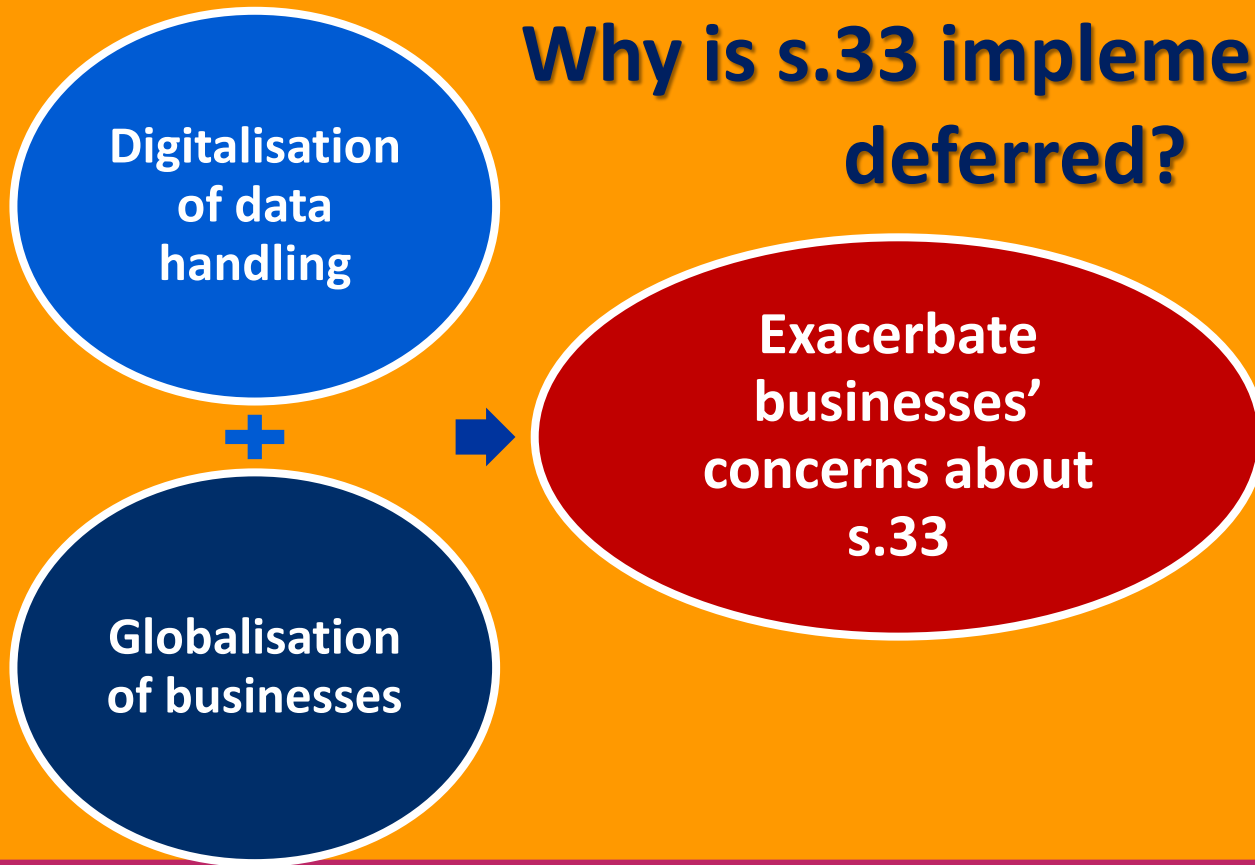 Why is s.33 impleme
deferred?
Digitalisation
of data
handling
Globalisation
of businesses
Exacerbate
businesses’
concerns about
s.33